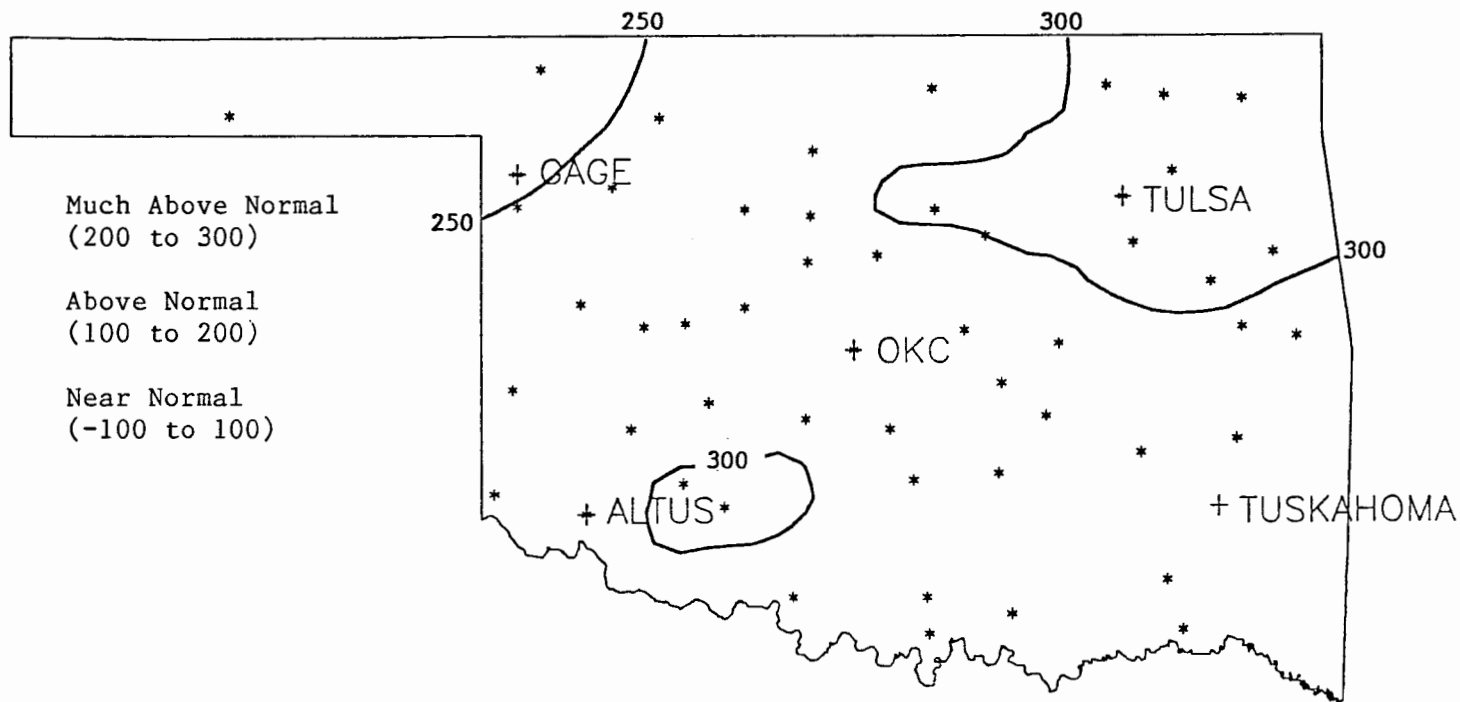 250 300
GAGE
Much Above Normal
(200 to 300)
TULSA
250
300
Above Normal
(100 to 200)
OKC
Near Normal
(-100 to 100)
300
ALTUS
TUSKAHOMA